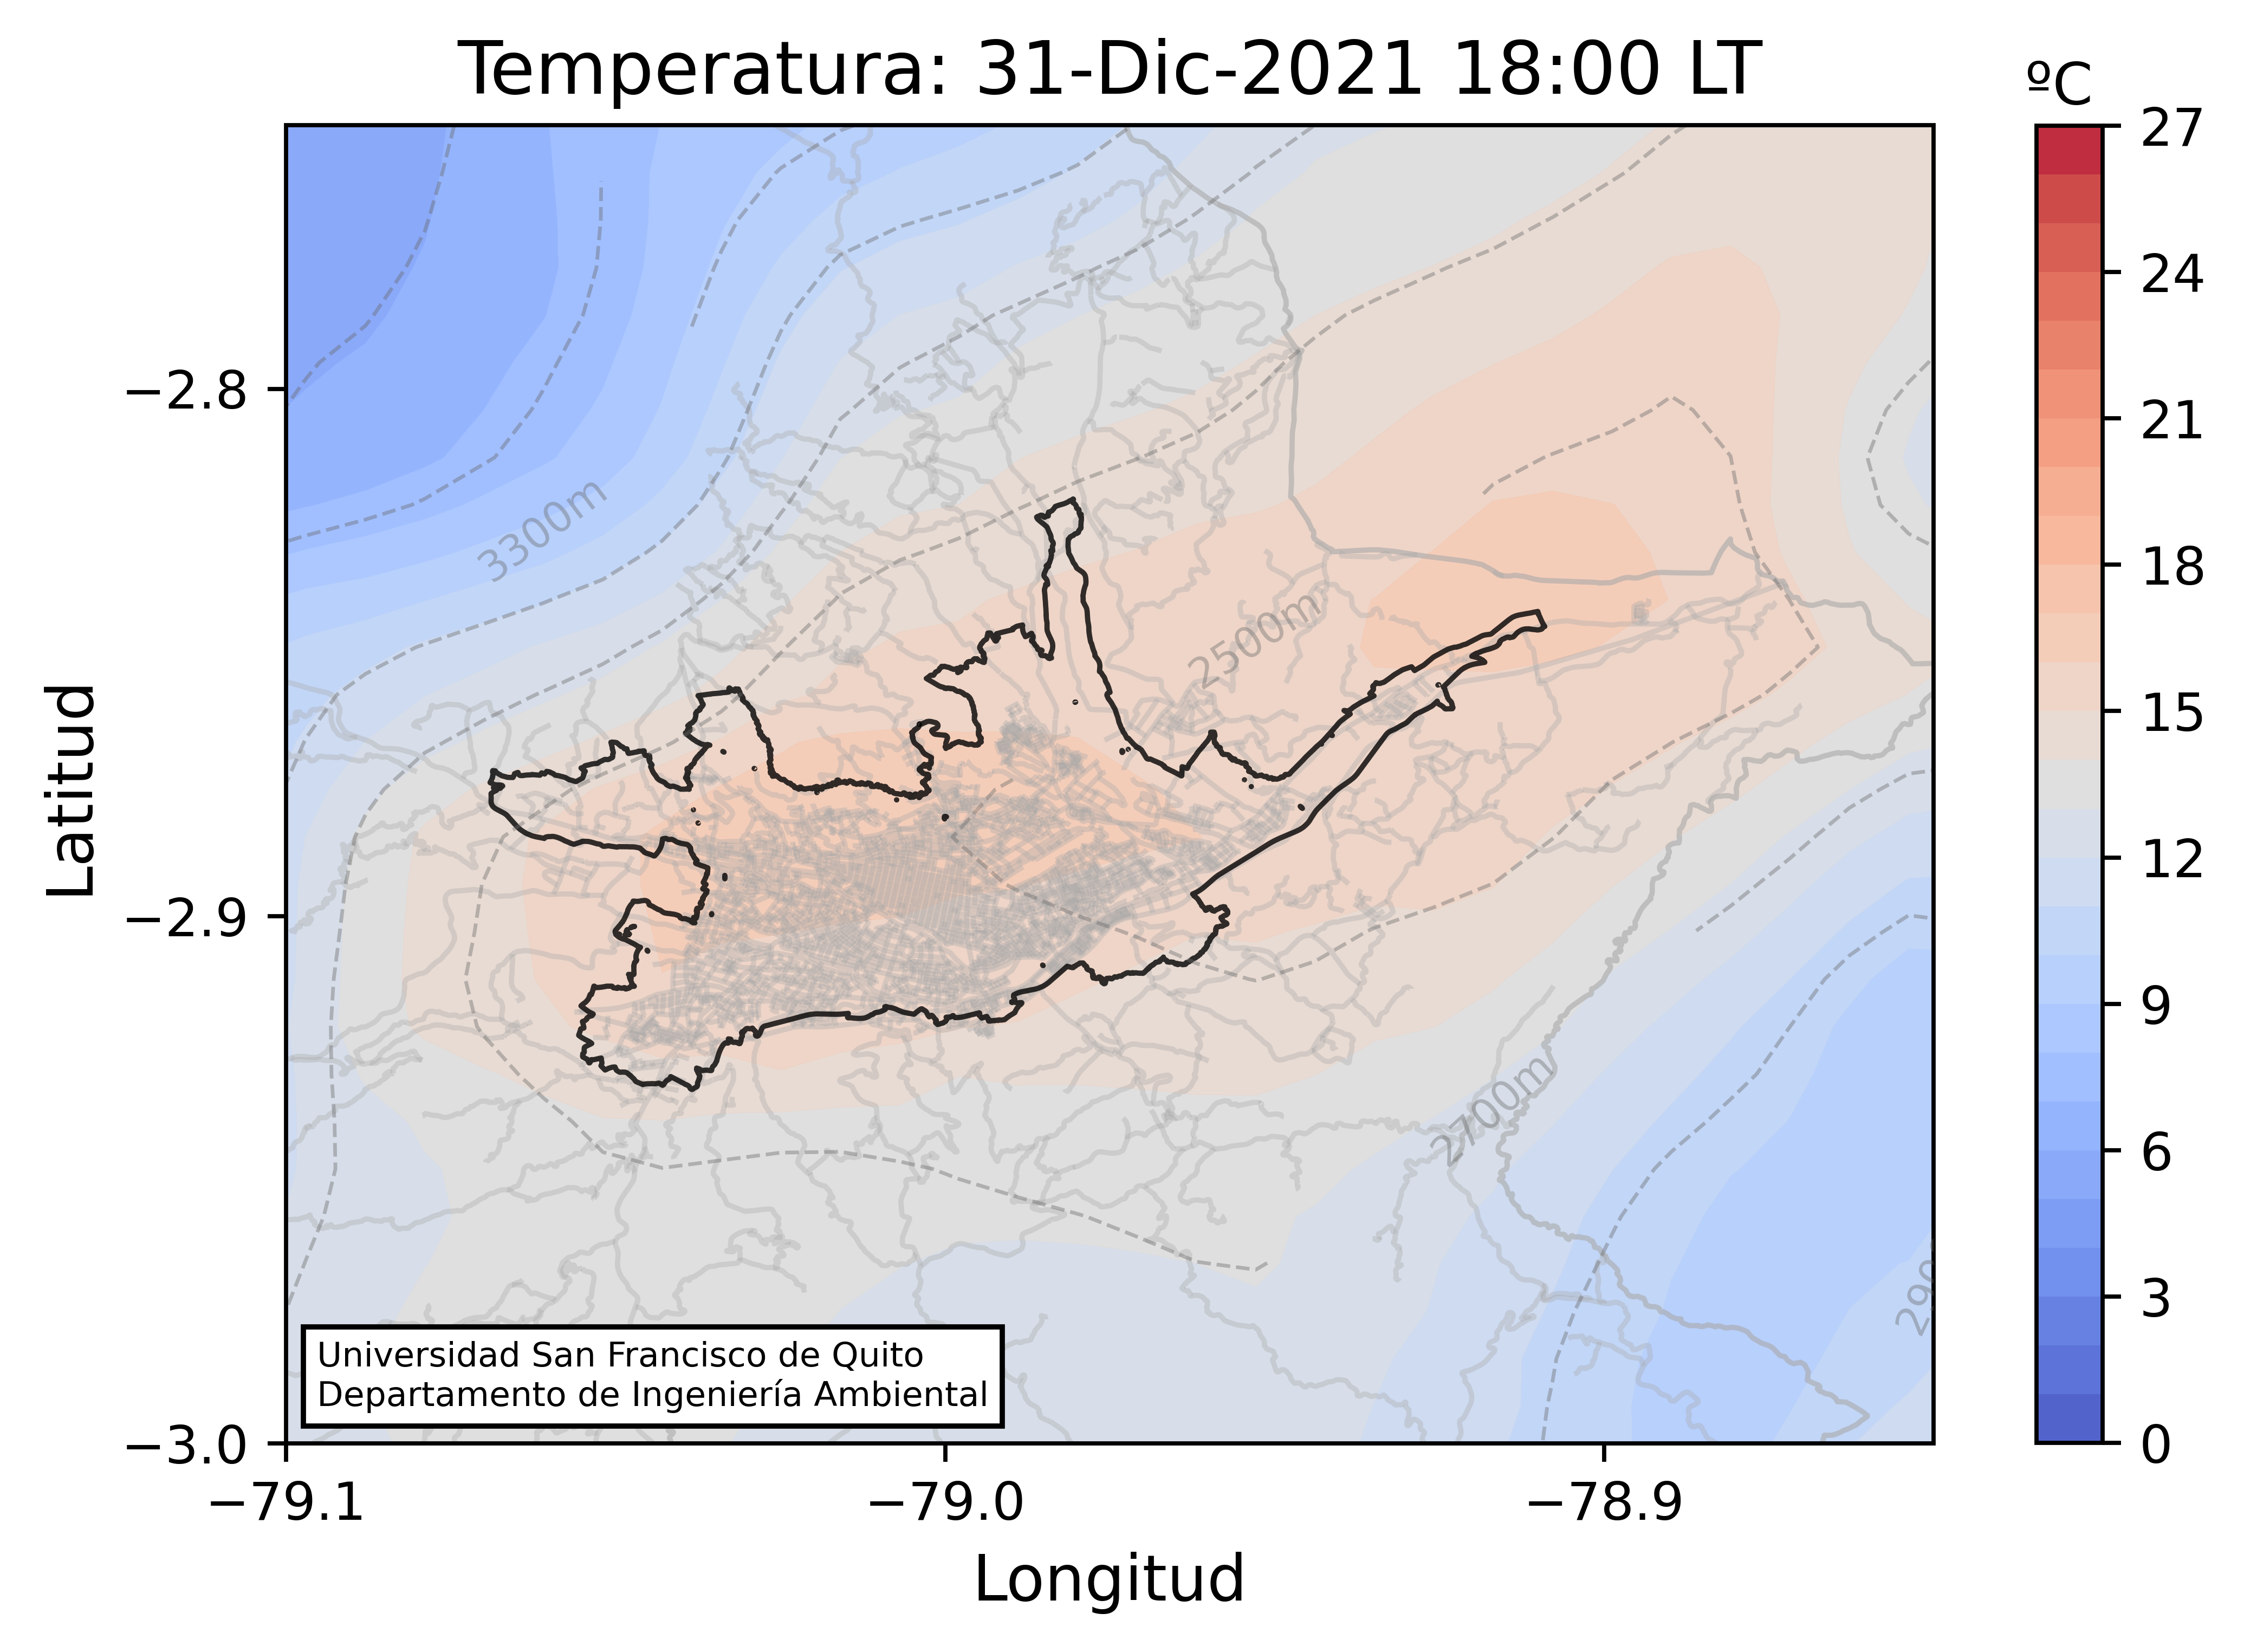 Temperatura: 31-Dic-2021 18:00 LT
ºC
27
24
21
18
15
12
9
6
3
0
Latitud
−2.8
−2.9
−3.0
3300m
2500m
2700m
290
Universidad San Francisco de Quito
Departamento de Ingeniería Ambiental
−79.1
−79.0
−78.9
Longitud